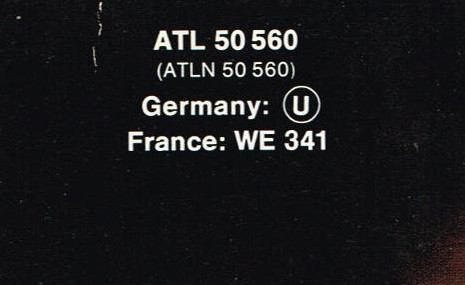 ATL 50 560
(ATLN 50 560)
Germany: Ⓤ
France: WE 341